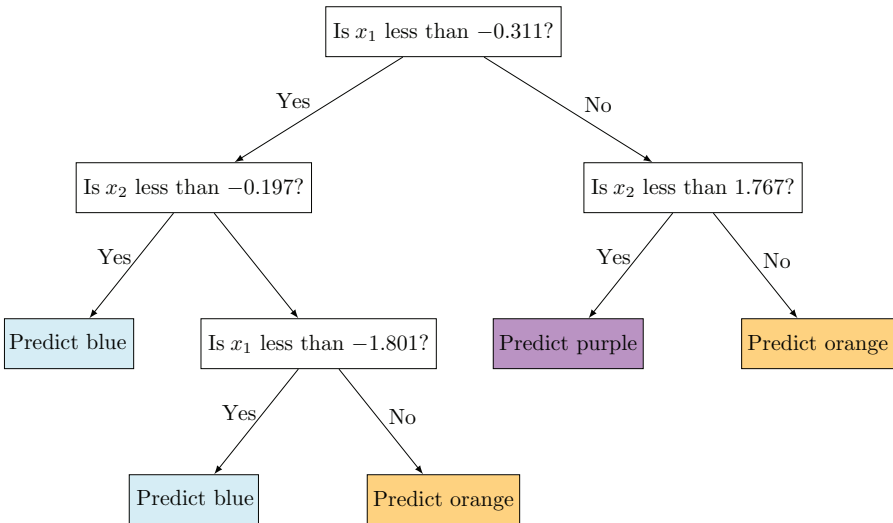 Is x₁ less than −0.311?
Yes
No
Is x₂ less than −0.197?
Is x₂ less than 1.767?
Yes
Yes
No
Predict blue
Is x₁ less than −1.801?
Predict purple
Predict orange
Yes
No
Predict blue
Predict orange